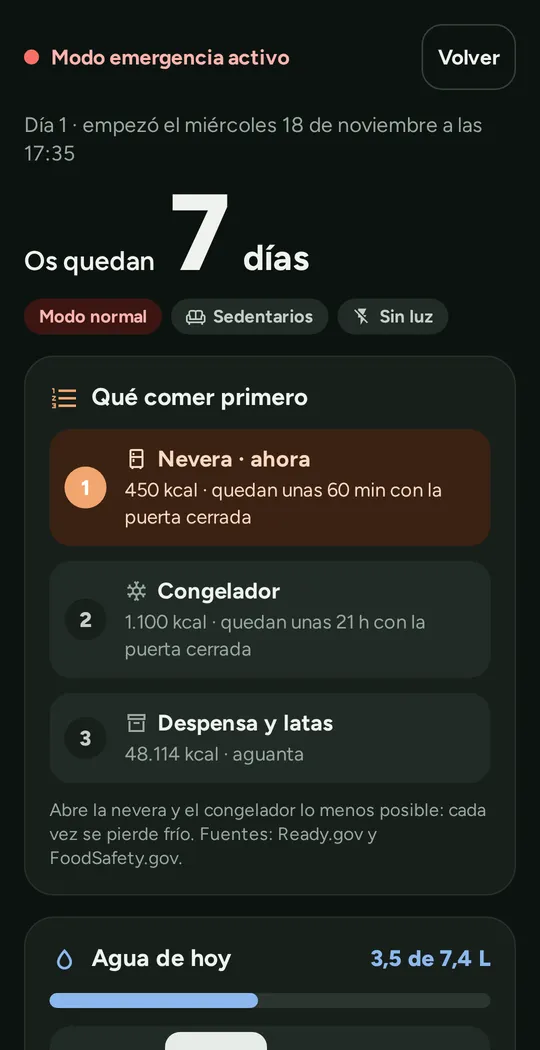 Modo emergencia activo
Volver
Día 1 · empezó el miércoles 18 de noviembre a las
17:35
Os quedan 7 días
Modo normal
Sedentarios
Sin luz
Qué comer primero
1
Nevera · ahora
450 kcal · quedan unas 60 min con la
puerta cerrada
2
Congelador
1.100 kcal · quedan unas 21 h con la
puerta cerrada
3
Despensa y latas
48.114 kcal · aguanta
Abre la nevera y el congelador lo menos posible: cada
vez se pierde frío. Fuentes: Ready.gov y
FoodSafety.gov.
Agua de hoy
3,5 de 7,4 L